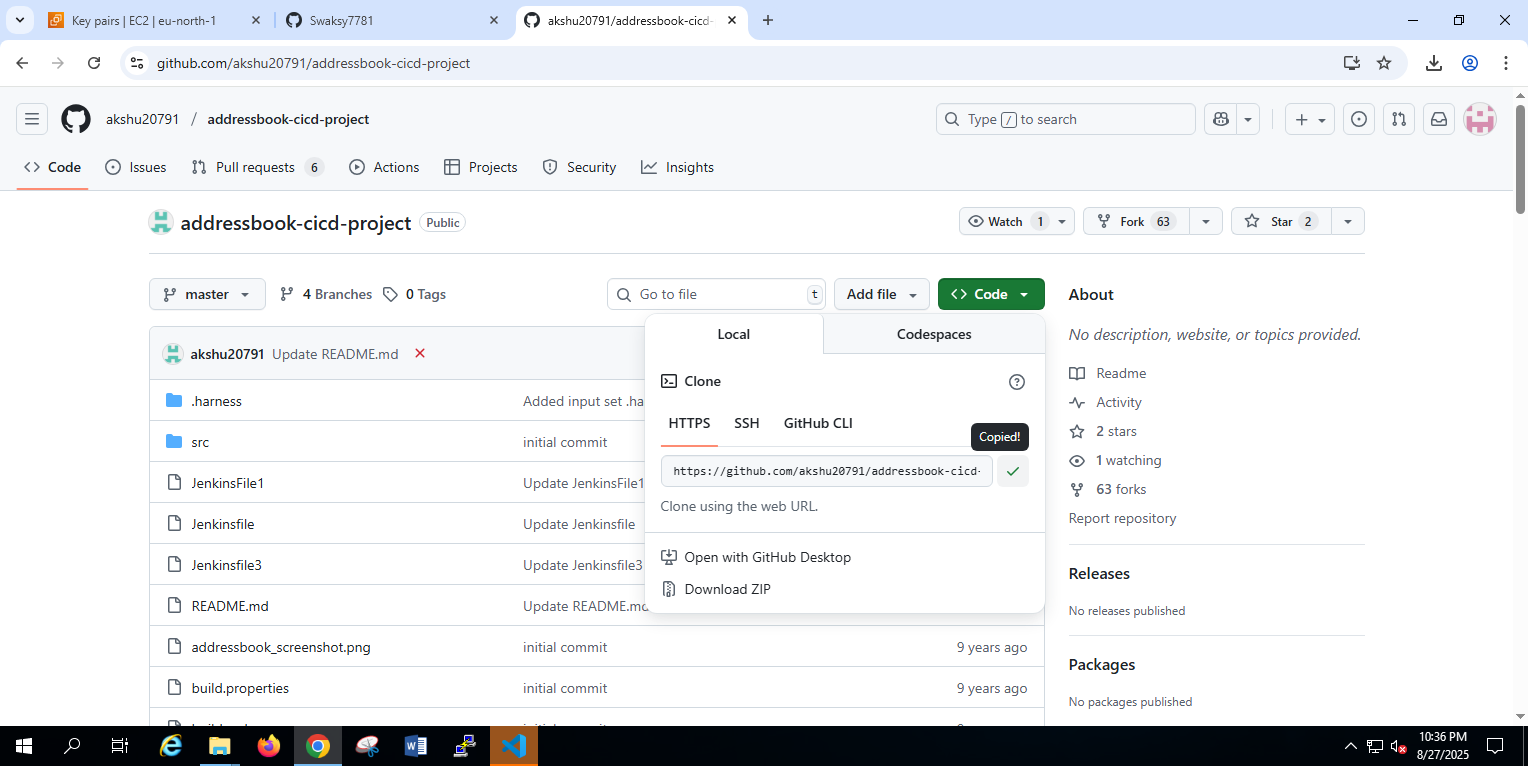 Key pairs | EC2 | eu-north-1
Swaksy7781
akshu20791/addressbook-cicd-
github.com/akshu20791/addressbook-cicd-project
akshu20791 / addressbook-cicd-project
Type / to search
Code
Issues
Pull requests 6
Actions
Projects
Security
Insights
addressbook-cicd-project Public
Watch 1
Fork 63
Star 2
master
4 Branches
0 Tags
Go to file t
Add file
Code
akshu20791 Update README.md
.harness Added input set .ha
src initial commit
JenkinsFile1 Update JenkinsFile1
Jenkinsfile Update Jenkinsfile
Jenkinsfile3 Update Jenkinsfile3
README.md Update README.md
addressbook_screenshot.png initial commit 9 years ago
build.properties initial commit 9 years ago
Local
Codespaces
Clone
HTTPS SSH GitHub CLI
Copied!
https://github.com/akshu20791/addressbook-cicd-
Clone using the web URL.
Open with GitHub Desktop
Download ZIP
About
No description, website, or topics provided.
Readme
Activity
2 stars
1 watching
63 forks
Report repository
Releases
No releases published
Packages
No packages published
10:36 PM
8/27/2025